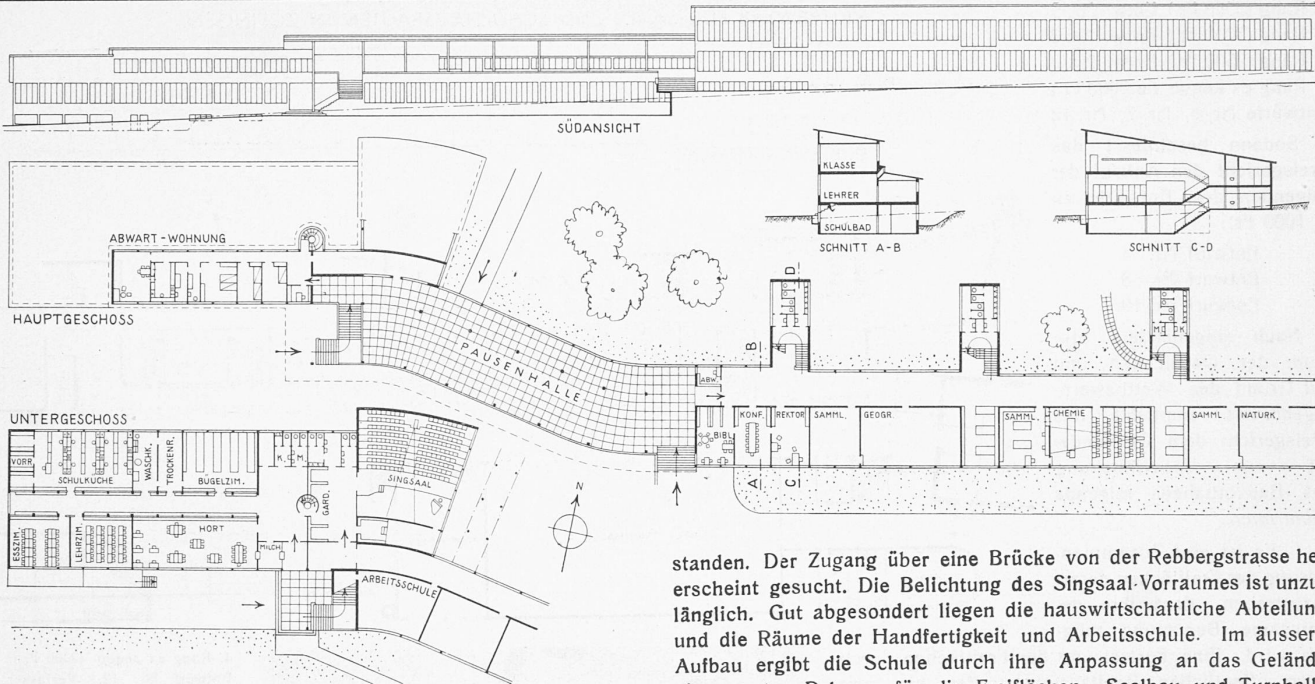 SÜDANSICHT
KLASSE
LEHRER
SCHULBAD
SCHNITT A-B
SCHNITT C-D
ABWART-WOHNUNG
HAUPTGESCHOSS
PAUSENHALLE
B
D
M. K.
ABW.
BIBL.
KONF.
REKTOR
SAMML.
GEOGR.
SAMML.
CHEMIE
SAMML
NATURK.
A
C
UNTERGESCHOSS
VORR.
SCHULKÜCHE
WASCHK.
TROCKENR.
BÜGELZIM.
K. M.
GARD.
SINGSAAL
ESSZIM.
LEHRZIM.
HORT
MILCH
ARBEITSSCHULE
N
standen. Der Zugang über eine Brücke von der Rebbergstrasse he
erscheint gesucht. Die Belichtung des Singsaal-Vorraumes ist unzu
länglich. Gut abgesondert liegen die hauswirtschaftliche Abteilun
und die Räume der Handfertigkeit und Arbeitsschule. Im äusser
Aufbau ergibt die Schule durch ihre Anpassung an das Geländ